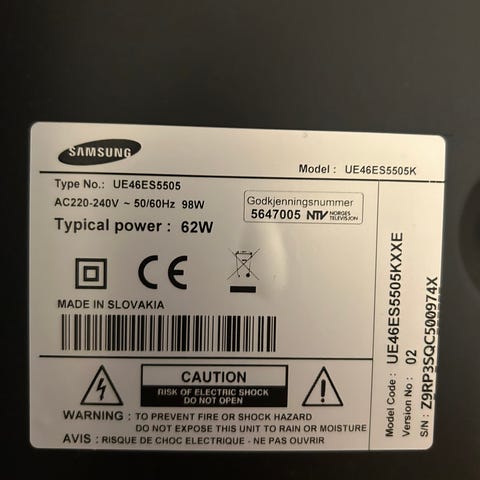 SAMSUNG
Model : UE46ES5505K
Type No.: UE46ES5505
AC220-240V ~ 50/60Hz 98W
Typical power : 62W
Godkjenningsnummer
5647005 NTV NORGES TELEVISJON
CE
MADE IN SLOVAKIA
CAUTION
RISK OF ELECTRIC SHOCK
DO NOT OPEN
WARNING : TO PREVENT FIRE OR SHOCK HAZARD
DO NOT EXPOSE THIS UNIT TO RAIN OR MOISTURE
AVIS : RISQUE DE CHOC ELECTRIQUE - NE PAS OUVRIR
Model Code : UE46ES5505KXXE
Version No : 02
S/N : Z9RP3SQC500974X